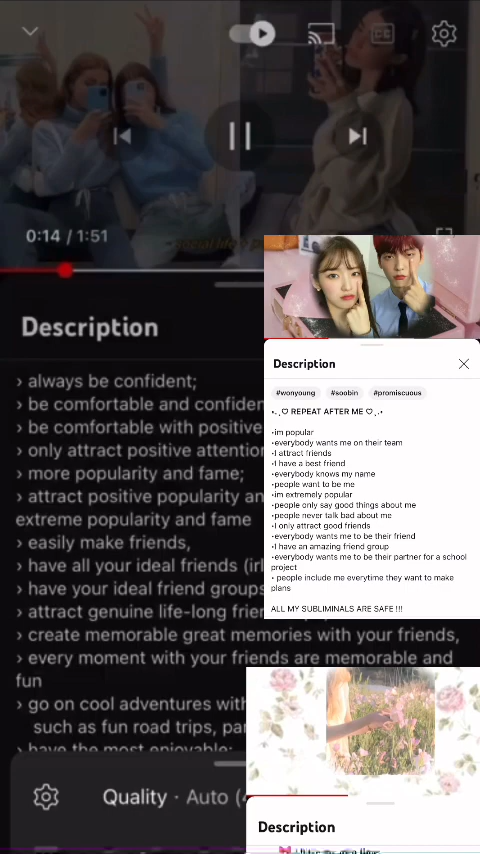 CC
0:14 / 1:51
Description
› always be confident;
› be comfortable and
› be comfortable with positive
› only attract positive
› more popularity and fame;
› attract positive popularity
extreme popularity and fame
› easily make friends,
› have all your ideal friends
› have your ideal friend groups
› attract genuine life-long
› create memorable great memories with your friends,
› every moment with your friends are memorable and
fun
› go on cool adventures
such as fun road trips,
› have the most enjoyable;
Quality · Auto
Description
#wonyoung #soobin #promiscuous
REPEAT AFTER ME
•im popular
•everybody wants me on their team
•I attract friends
•I have a best friend
•everybody knows my name
•people want to be me
•im extremely popular
•people only say good things about me
•people never talk bad about me
•I only attract good friends
•everybody wants me to be their friend
•I have an amazing friend group
•everybody wants me to be their partner for a school
project
• people include me everytime they want to make
plans
ALL MY SUBLIMINALS ARE SAFE !!!
Description